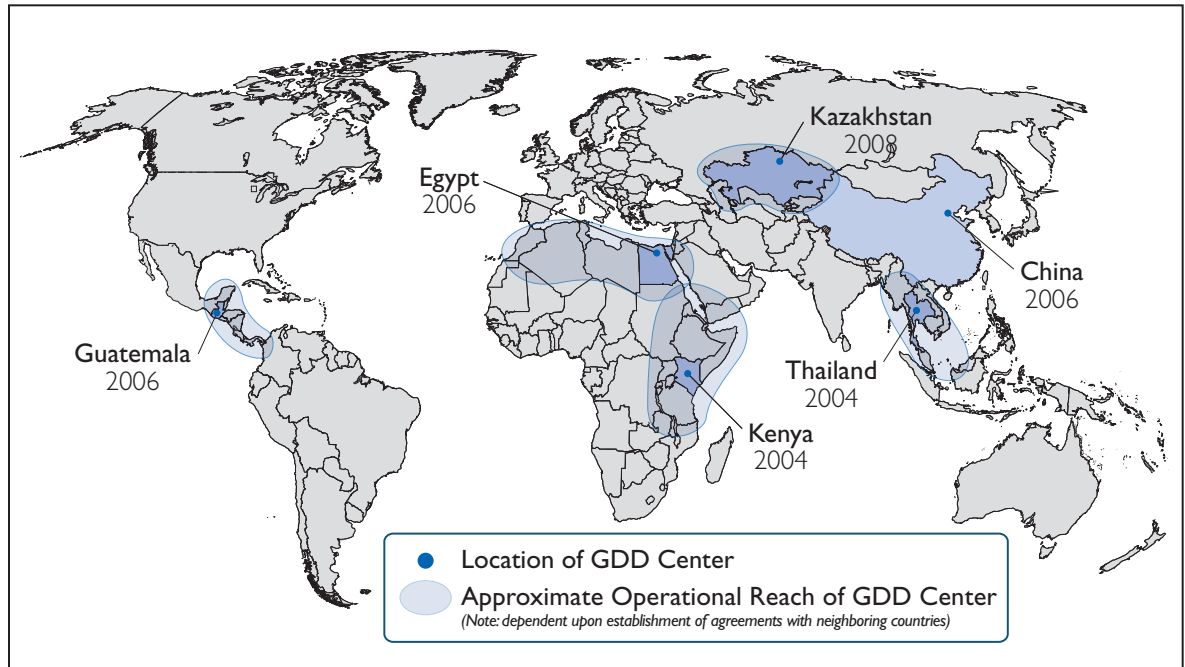 Kazakhstan
2008
Egypt
2006
China
2006
Guatemala
2006
Thailand
2004
Kenya
2004
Location of GDD Center
Approximate Operational Reach of GDD Center
(Note: dependent upon establishment of agreements with neighboring countries)